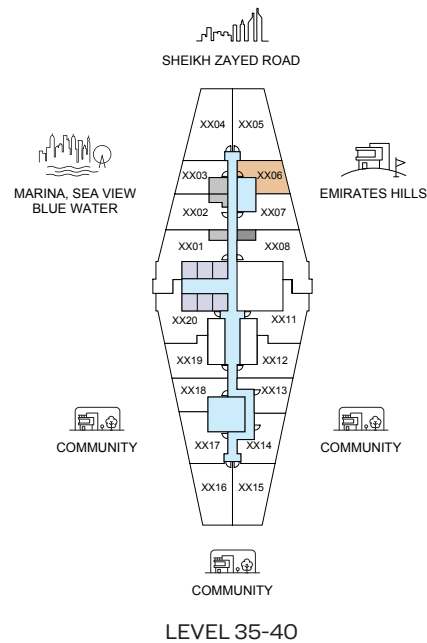 SHEIKH ZAYED ROAD
XX04
XX05
XX03
XX06
MARINA, SEA VIEW
BLUE WATER
EMIRATES HILLS
XX02
XX07
XX01
XX08
XX20
XX11
XX19
XX12
XX18
XX13
COMMUNITY
COMMUNITY
XX17
XX14
XX16
XX15
COMMUNITY
LEVEL 35-40